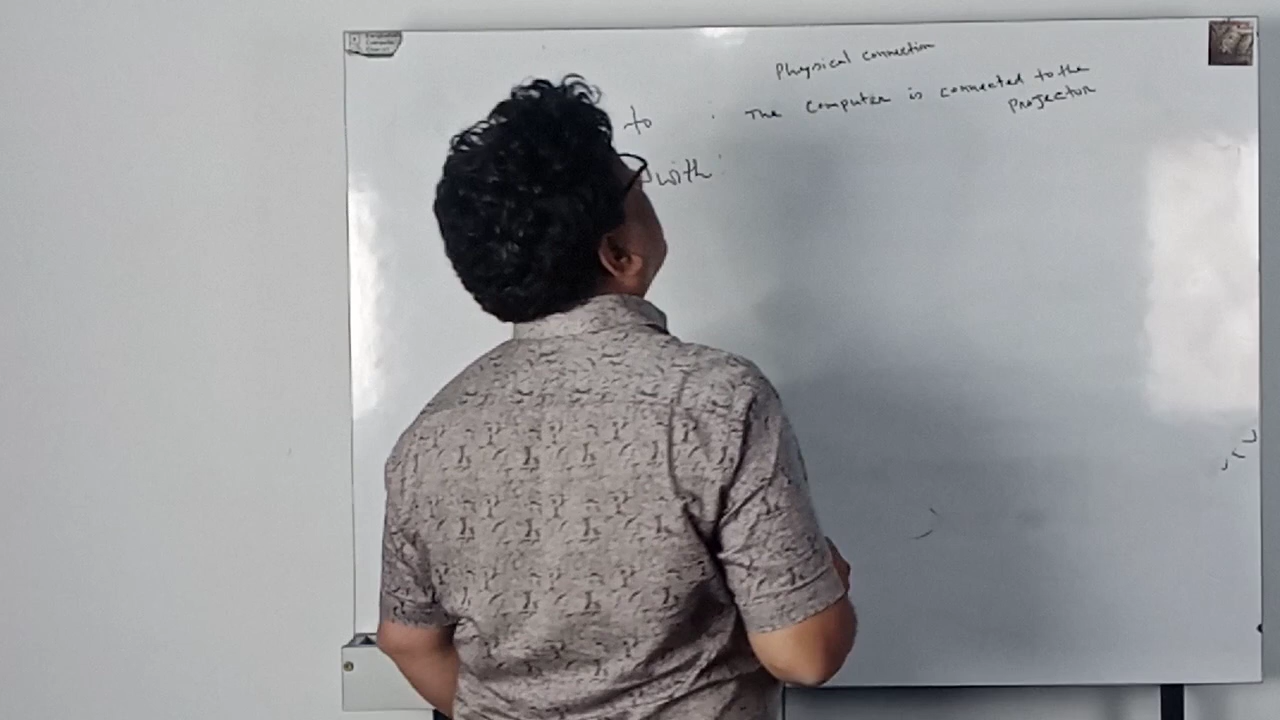 Physical connection
to : The computer is connected to the
projector
with :